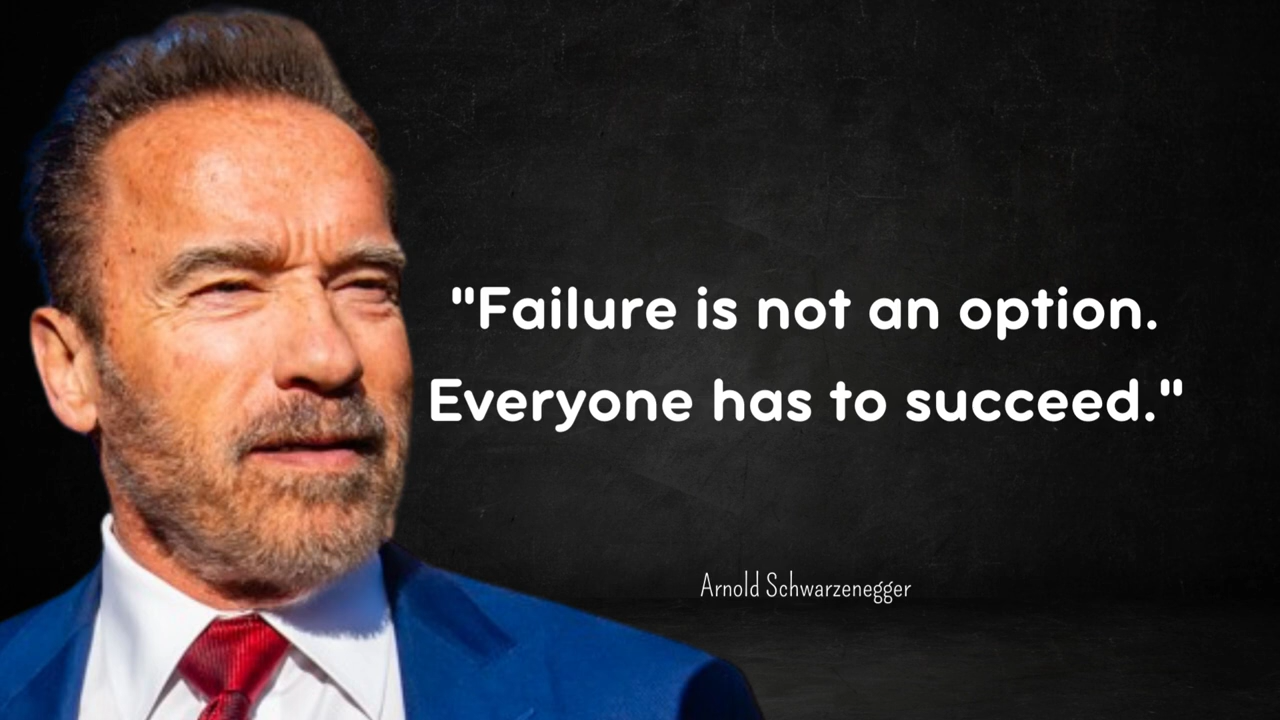 "Failure is not an option.
Everyone has to succeed."
Arnold Schwarzenegger